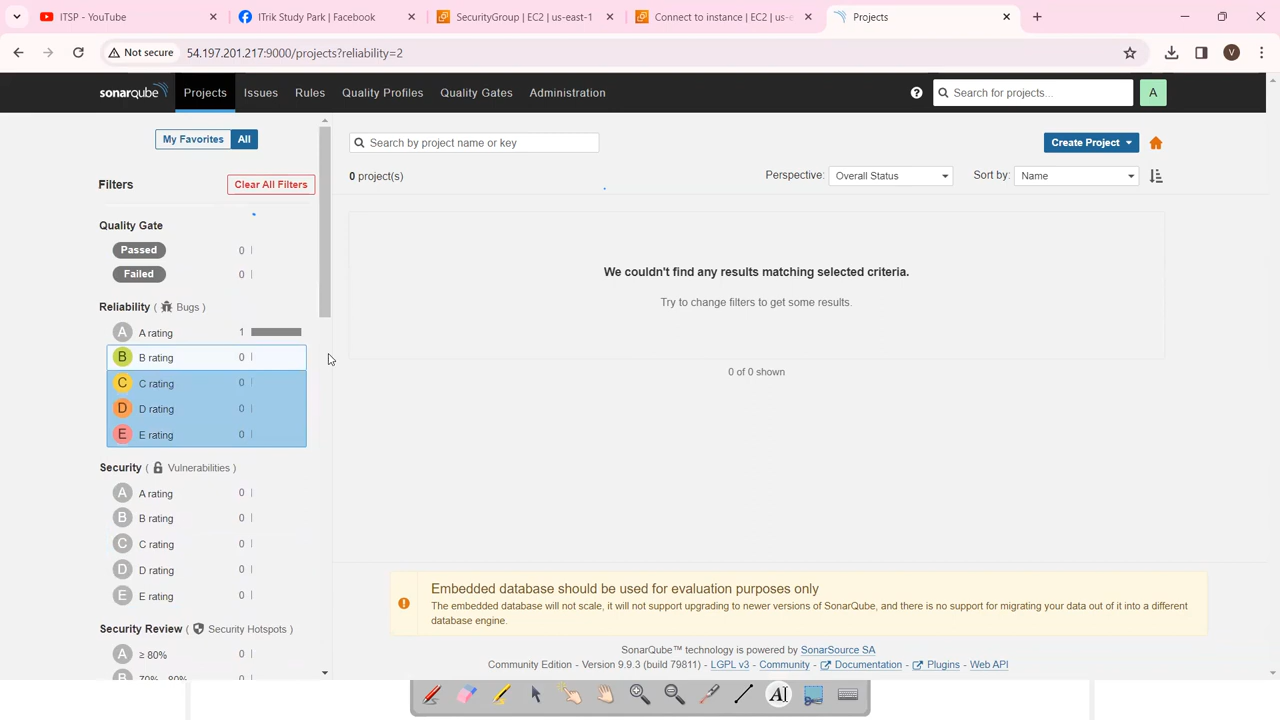 ITSP - YouTube
ITrik Study Park | Facebook
SecurityGroup | EC2 | us-east-1
Connect to instance | EC2 | us-e
Projects
Not secure
54.197.201.217:9000/projects?reliability=2
V
sonarqube
Projects
Issues
Rules
Quality Profiles
Quality Gates
Administration
Search for projects...
A
My Favorites
All
Search by project name or key
Create Project
Filters
Clear All Filters
0 project(s)
Perspective:
Overall Status
Sort by:
Name
Quality Gate
Passed 0
Failed 0
Reliability ( Bugs )
A A rating 1
B B rating 0
C C rating 0
D D rating 0
E E rating 0
Security ( Vulnerabilities )
A A rating 0
B B rating 0
C C rating 0
D D rating 0
E E rating 0
Security Review ( Security Hotspots )
A ≥ 80% 0
B 70% - 80% 0
We couldn't find any results matching selected criteria.
Try to change filters to get some results.
0 of 0 shown
Embedded database should be used for evaluation purposes only
The embedded database will not scale, it will not support upgrading to newer versions of SonarQube, and there is no support for migrating your data out of it into a different
database engine.
SonarQube™ technology is powered by SonarSource SA
Community Edition - Version 9.9.3 (build 79811) - LGPL v3 - Community - Documentation - Plugins - Web API
AI